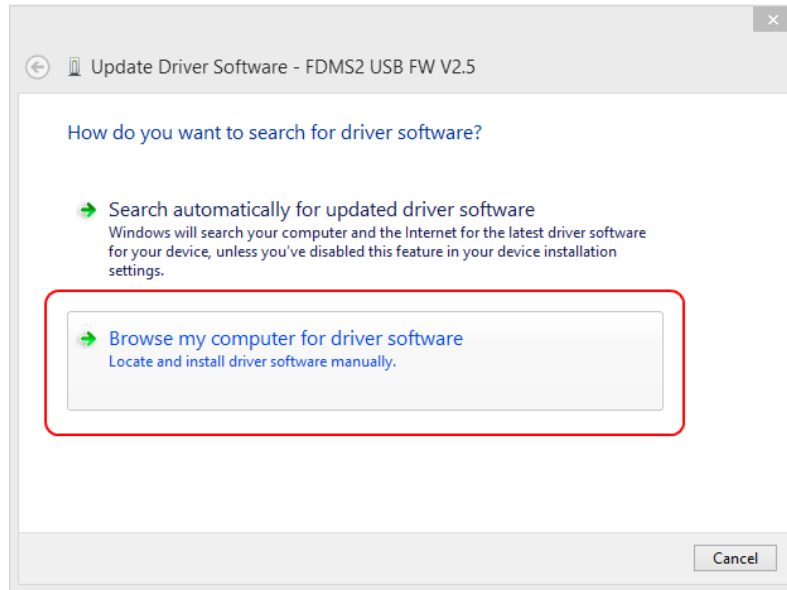 Update Driver Software - FDMS2 USB FW V2.5
How do you want to search for driver software?
Search automatically for updated driver software
Windows will search your computer and the Internet for the latest driver software
for your device, unless you've disabled this feature in your device installation
settings.
Browse my computer for driver software
Locate and install driver software manually.
Cancel